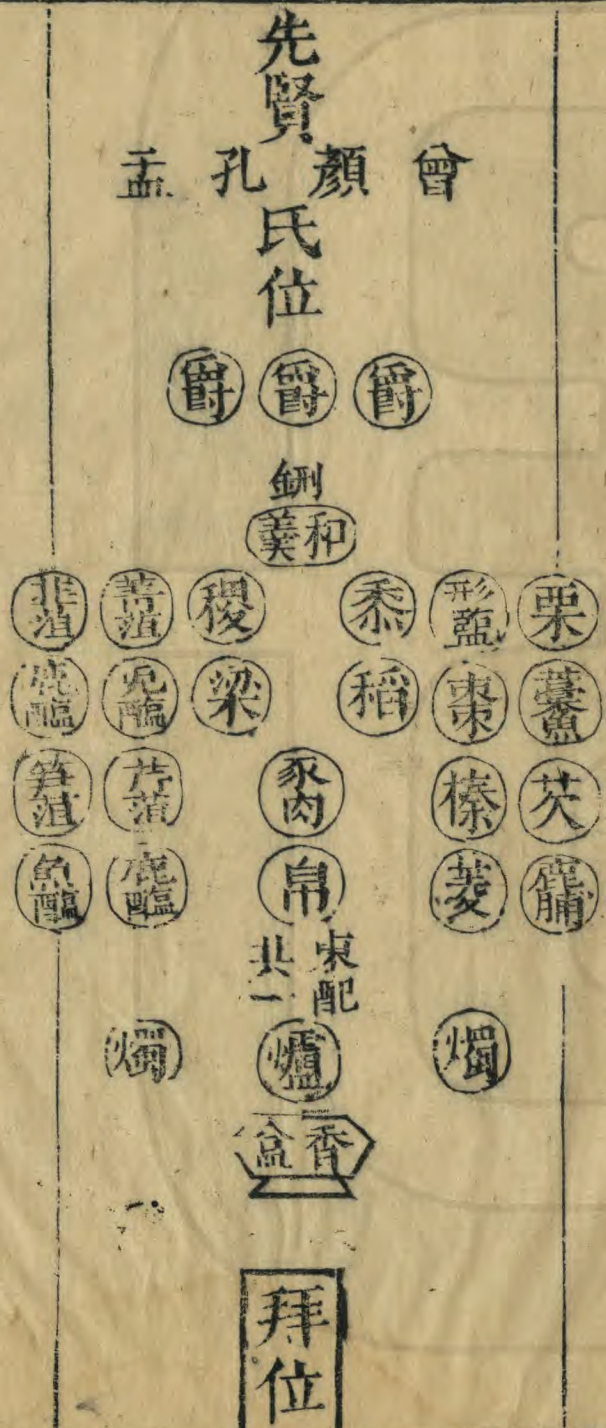 先賢
曾 顏 孔 孟
氏位
爵 爵 爵
鉶
和羹
栗 形鹽 黍 稷 菁菹 韭菹
藁魚 棗 稻 梁 兔醢 醢
芡 榛 豕肉 芹菹 筍菹
鹿脯 菱 帛 鹿醢 魚醢
東配
共一
燭 爐 燭
香盒
拜位